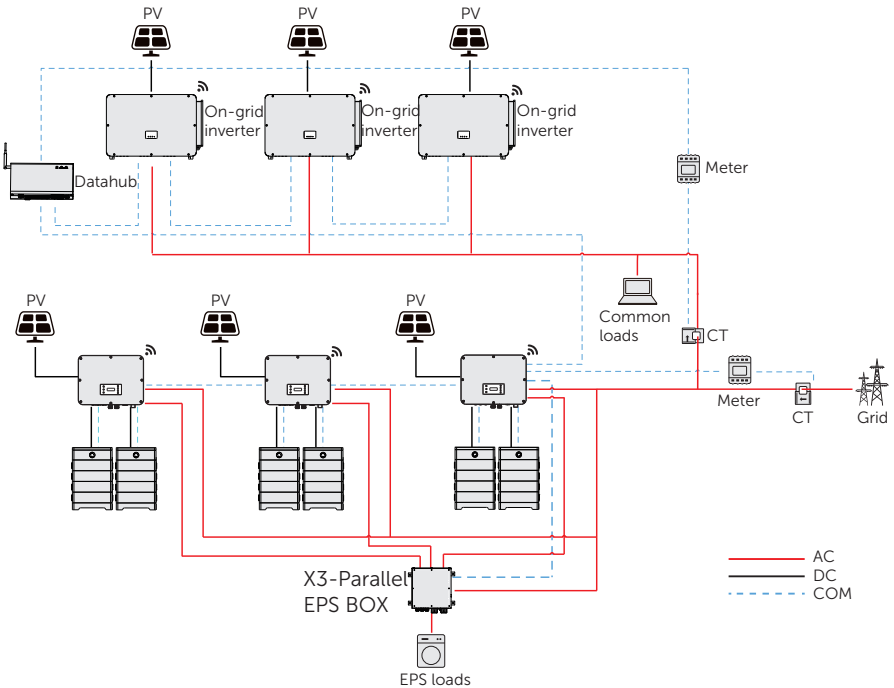 PV
PV
PV
On-grid
inverter
On-grid
inverter
On-grid
inverter
Datahub
Meter
Common
loads
CT
PV
PV
PV
Meter
CT
Grid
X3-Parallel
EPS BOX
EPS loads
AC
DC
COM